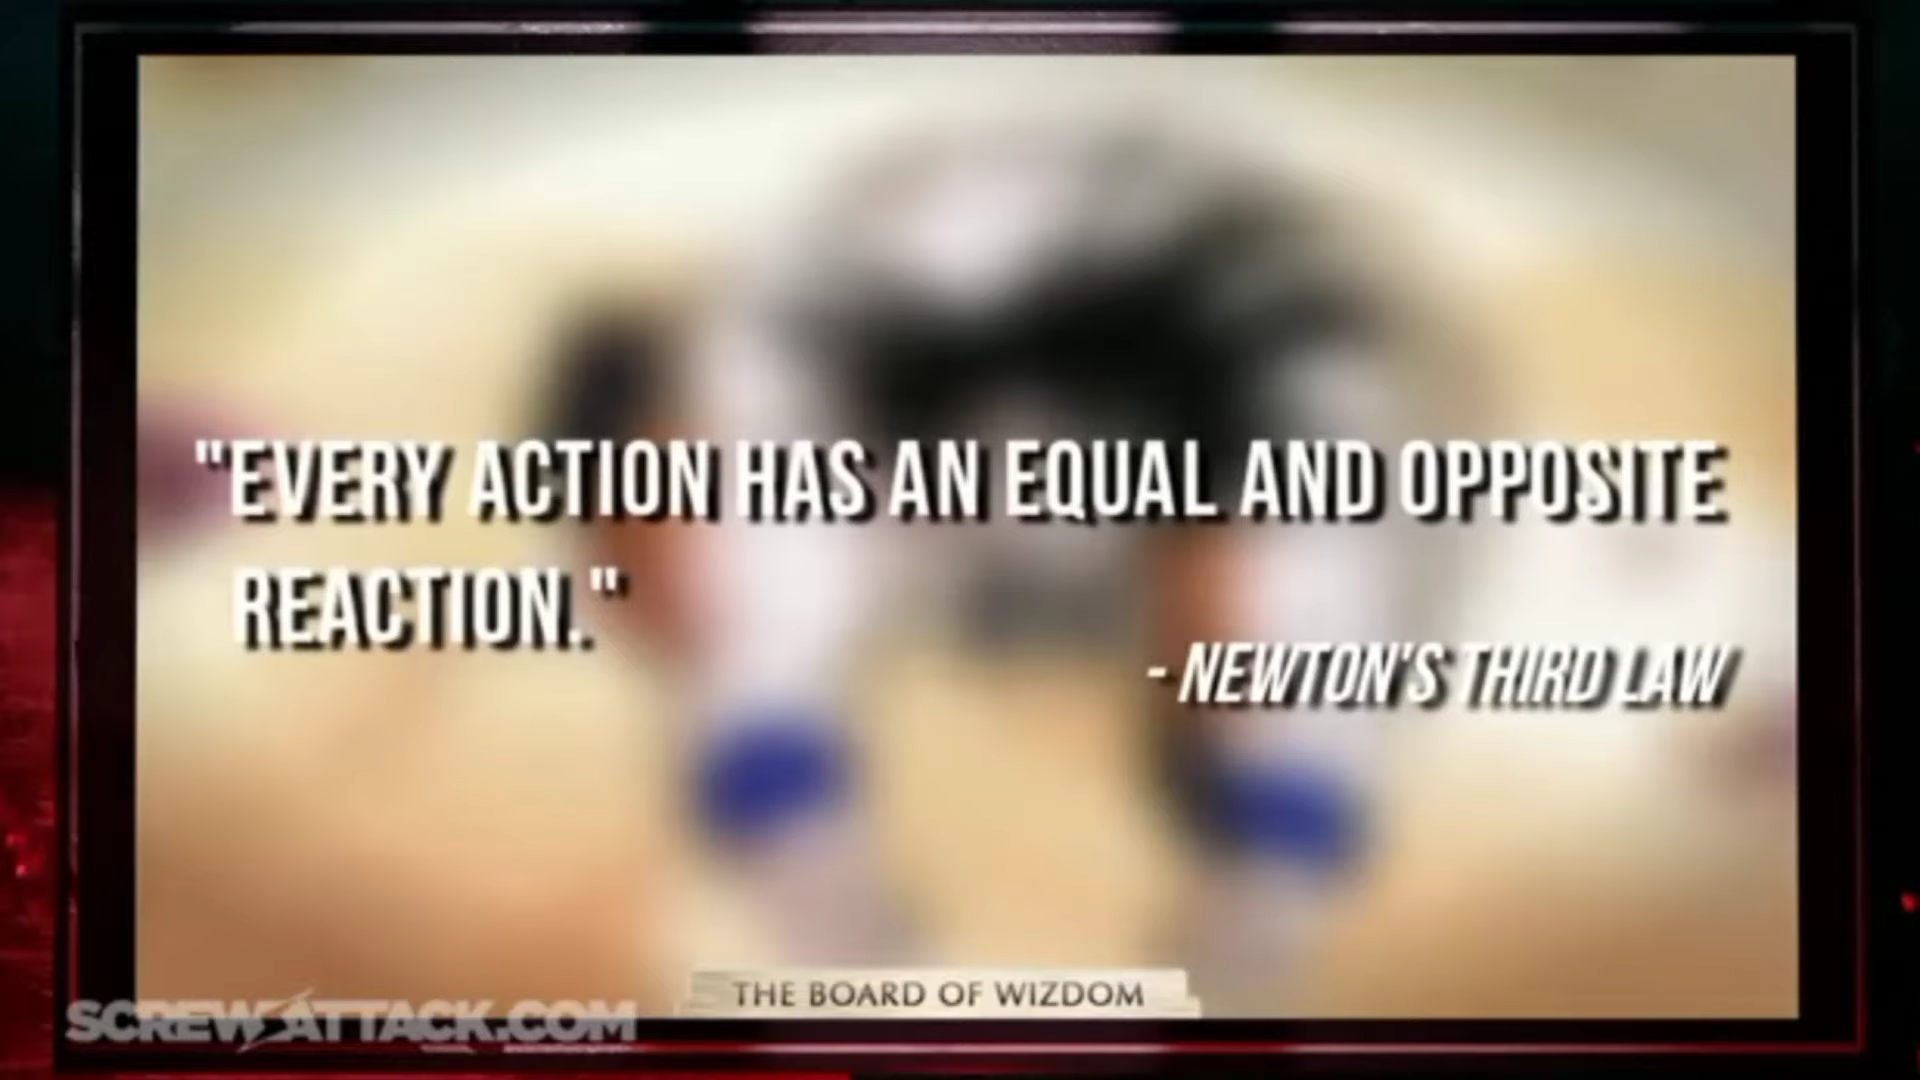 "EVERY ACTION HAS AN EQUAL AND OPPOSITE
REACTION."
- NEWTON'S THIRD LAW
THE BOARD OF WIZDOM
SCREWATTACK.COM